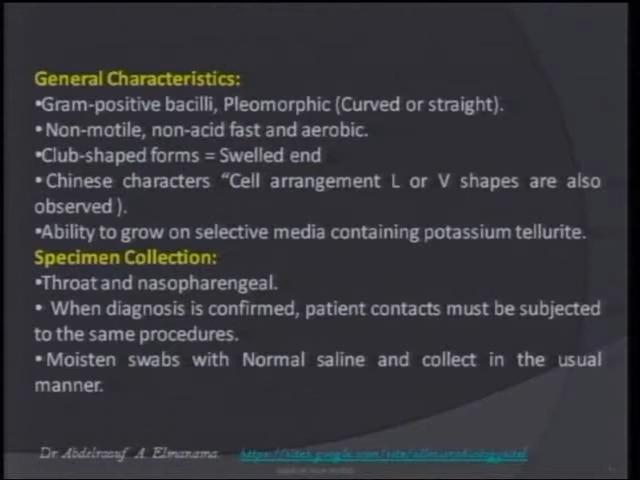 General Characteristics:
•Gram-positive bacilli, Pleomorphic (Curved or straight).
• Non-motile, non-acid fast and aerobic.
•Club-shaped forms = Swelled end
• Chinese characters “Cell arrangement L or V shapes are also
observed ).
•Ability to grow on selective media containing potassium tellurite.
Specimen Collection:
•Throat and nasopharengeal.
• When diagnosis is confirmed, patient contacts must be subjected
to the same procedures.
• Moisten swabs with Normal saline and collect in the usual
manner.
Dr. Abdelraouf A. Elmanama